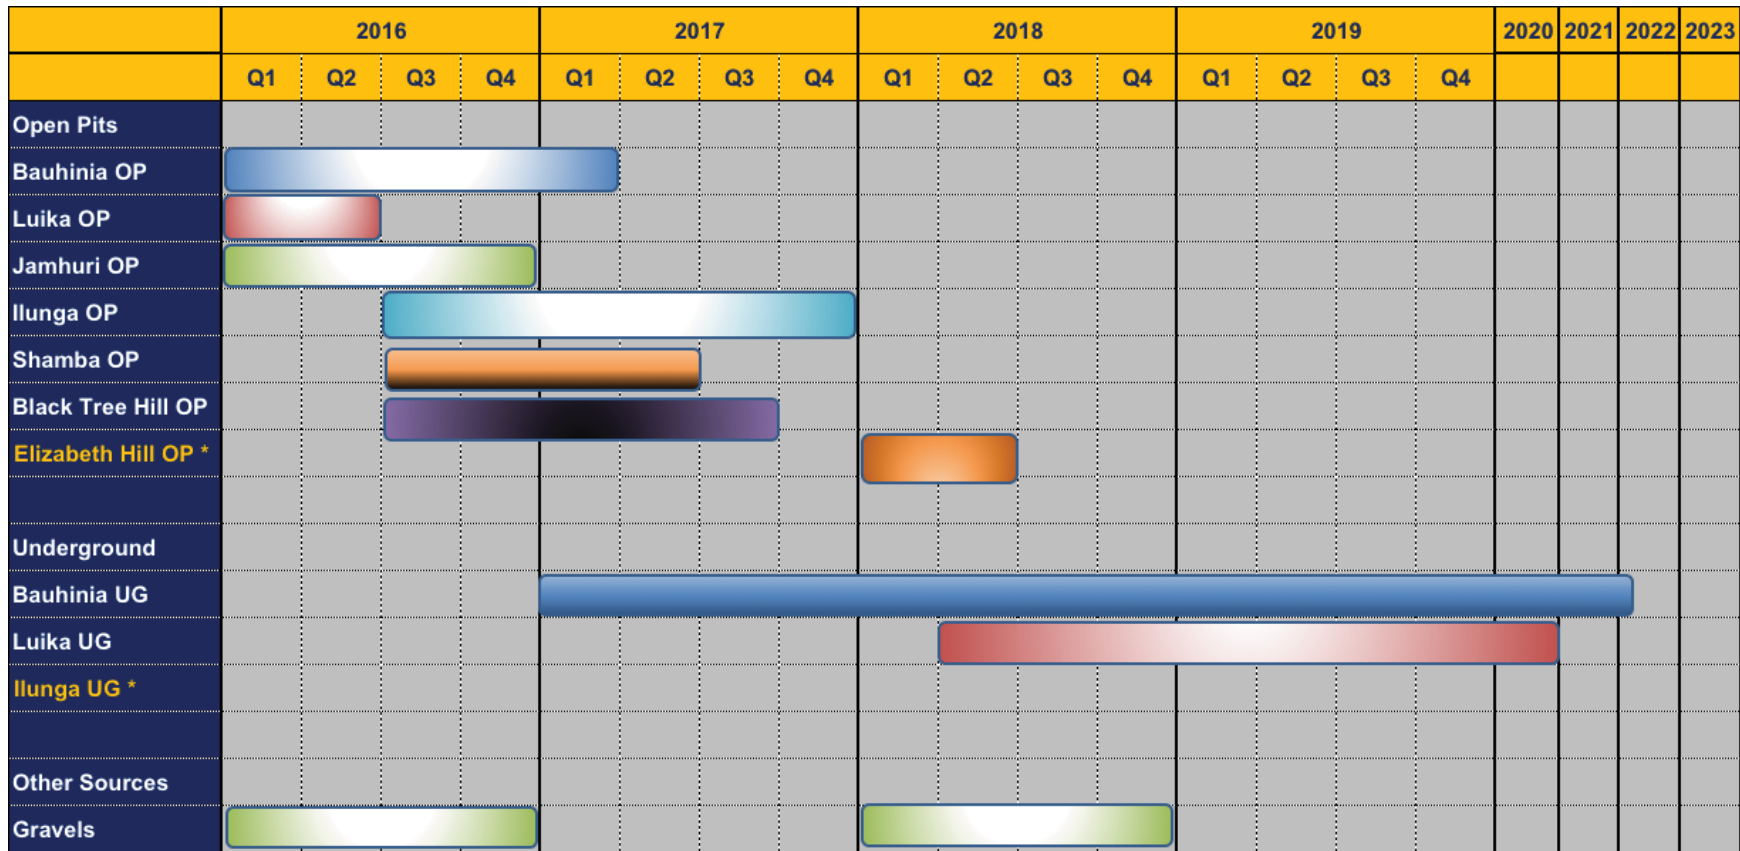 2016 2017 2018 2019 2020 2021 2022 2023
Q1 Q2 Q3 Q4 Q1 Q2 Q3 Q4 Q1 Q2 Q3 Q4 Q1 Q2 Q3 Q4
Open Pits
Bauhinia OP
Luika OP
Jamhuri OP
Ilunga OP
Shamba OP
Black Tree Hill OP
Elizabeth Hill OP *
Underground
Bauhinia UG
Luika UG
Ilunga UG *
Other Sources
Gravels